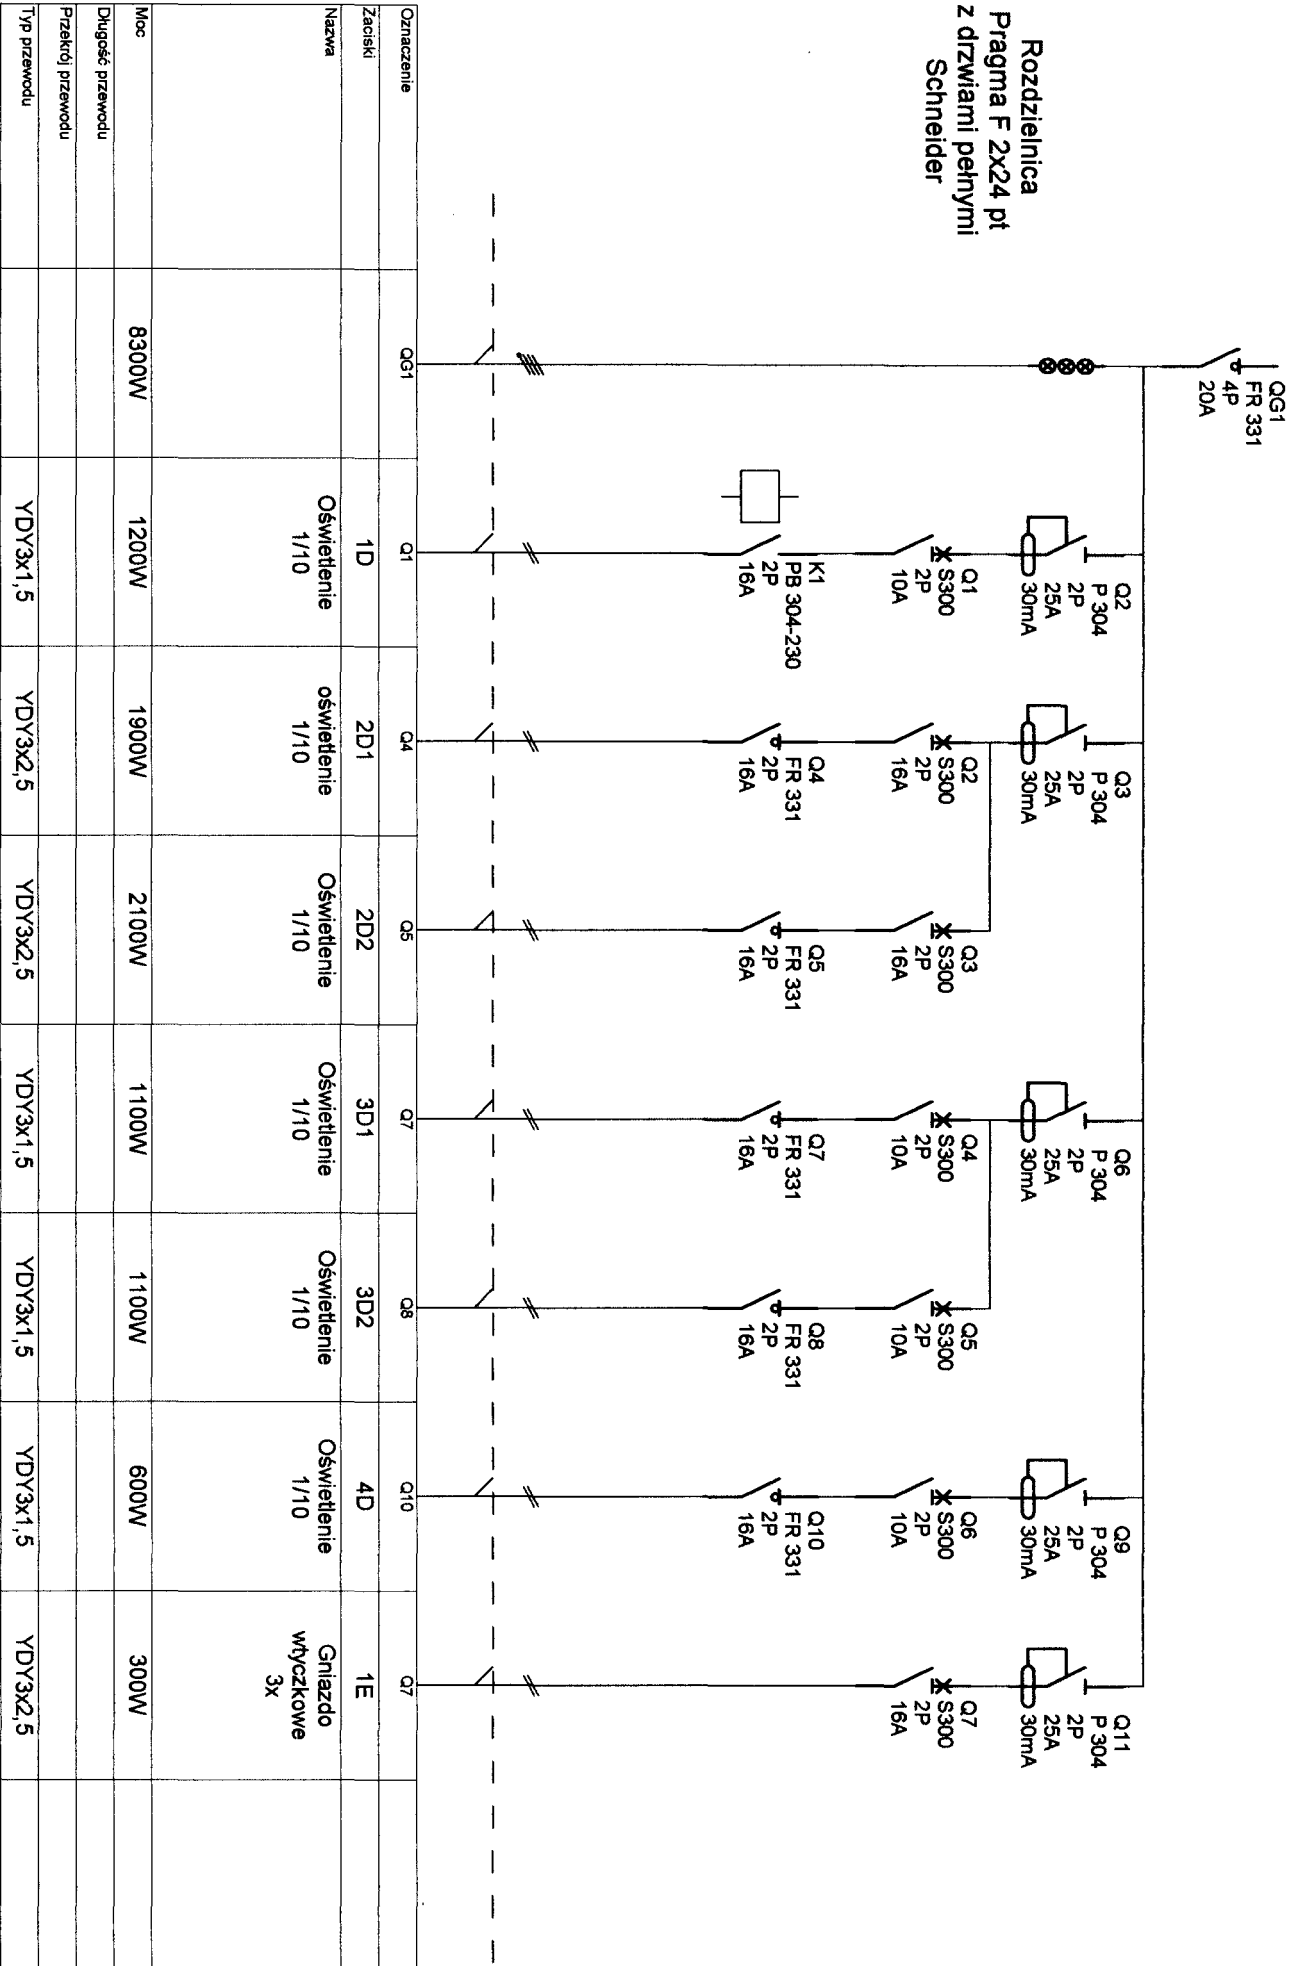 Rozdzielnica
Pragma F 2x24 pt
z drzwiami pełnymi
Schneider
QG1
FR 331
4P
20A
Q2
P 304
2P
25A
30mA
Q3
P 304
2P
25A
30mA
Q6
P 304
2P
25A
30mA
Q9
P 304
2P
25A
30mA
Q11
P 304
2P
25A
30mA
Q1
S300
2P
10A
Q2
S300
2P
16A
Q3
S300
2P
16A
Q4
S300
2P
10A
Q5
S300
2P
10A
Q6
S300
2P
10A
Q7
S300
2P
16A
K1
PB 304-230
2P
16A
Q4
FR 331
2P
16A
Q5
FR 331
2P
16A
Q7
FR 331
2P
16A
Q8
FR 331
2P
16A
Q10
FR 331
2P
16A
Oznaczenie QG1 Q1 Q4 Q5 Q7 Q8 Q10 Q7
Zaciski 1D 2D1 2D2 3D1 3D2 4D 1E
Nazwa
Oświetlenie
1/10
oświetlenie
1/10
Oświetlenie
1/10
Oświetlenie
1/10
Oświetlenie
1/10
Oświetlenie
1/10
Gniazdo
wtyczkowe
3x
Moc 8300W 1200W 1900W 2100W 1100W 1100W 600W 300W
Długość przewodu
Przekrój przewodu
Typ przewodu YDY3x1,5 YDY3x2,5 YDY3x2,5 YDY3x1,5 YDY3x1,5 YDY3x1,5 YDY3x2,5